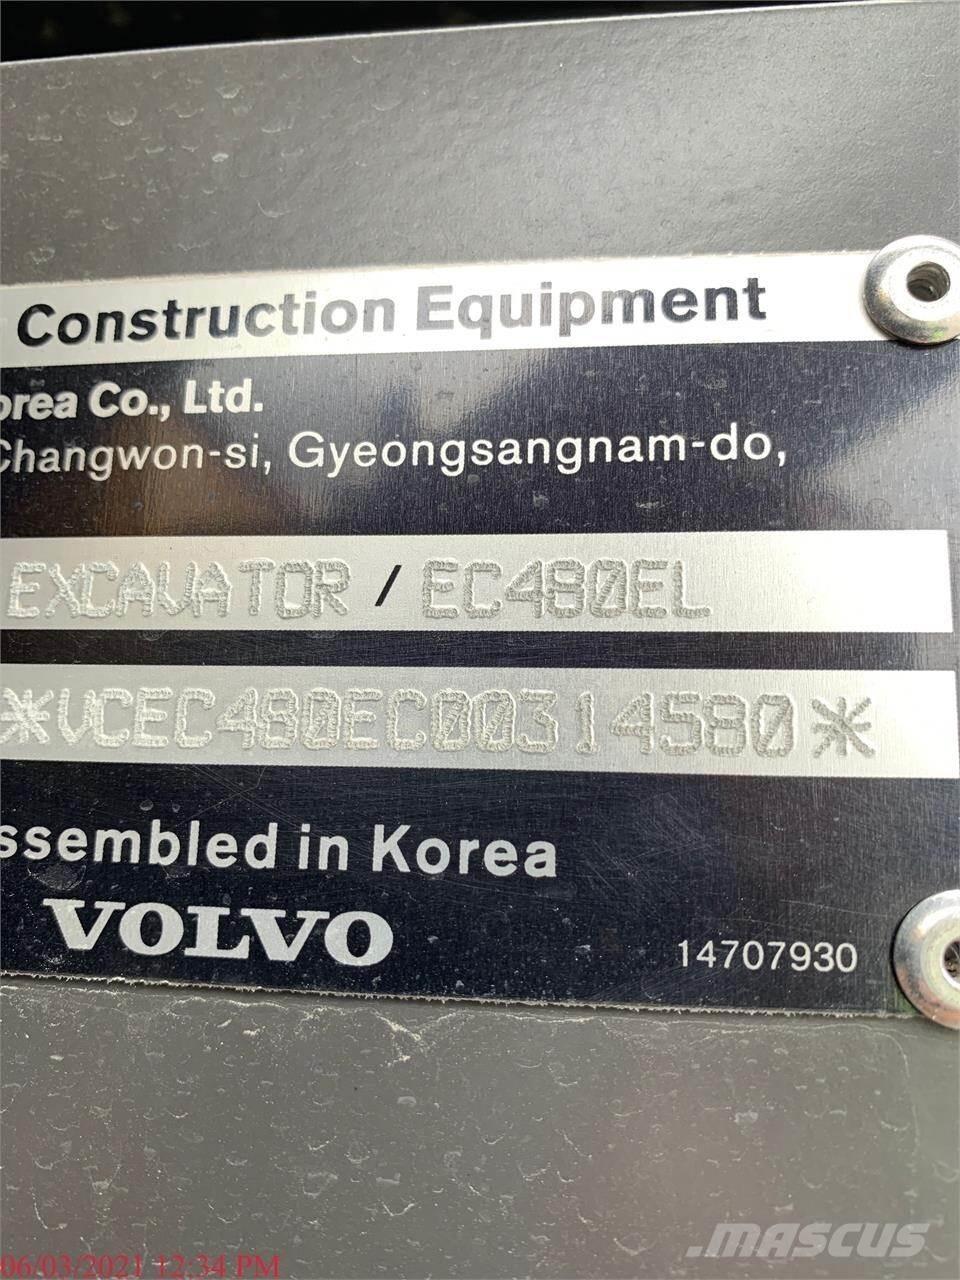 Construction Equipment
orea Co., Ltd.
Changwon-si, Gyeongsangnam-do,
EXCAVATOR / EC480EL
*VCEC480EC00314580*
ssembled in Korea
VOLVO
14707930
06/03/2021 12:34 PM
MASCUS